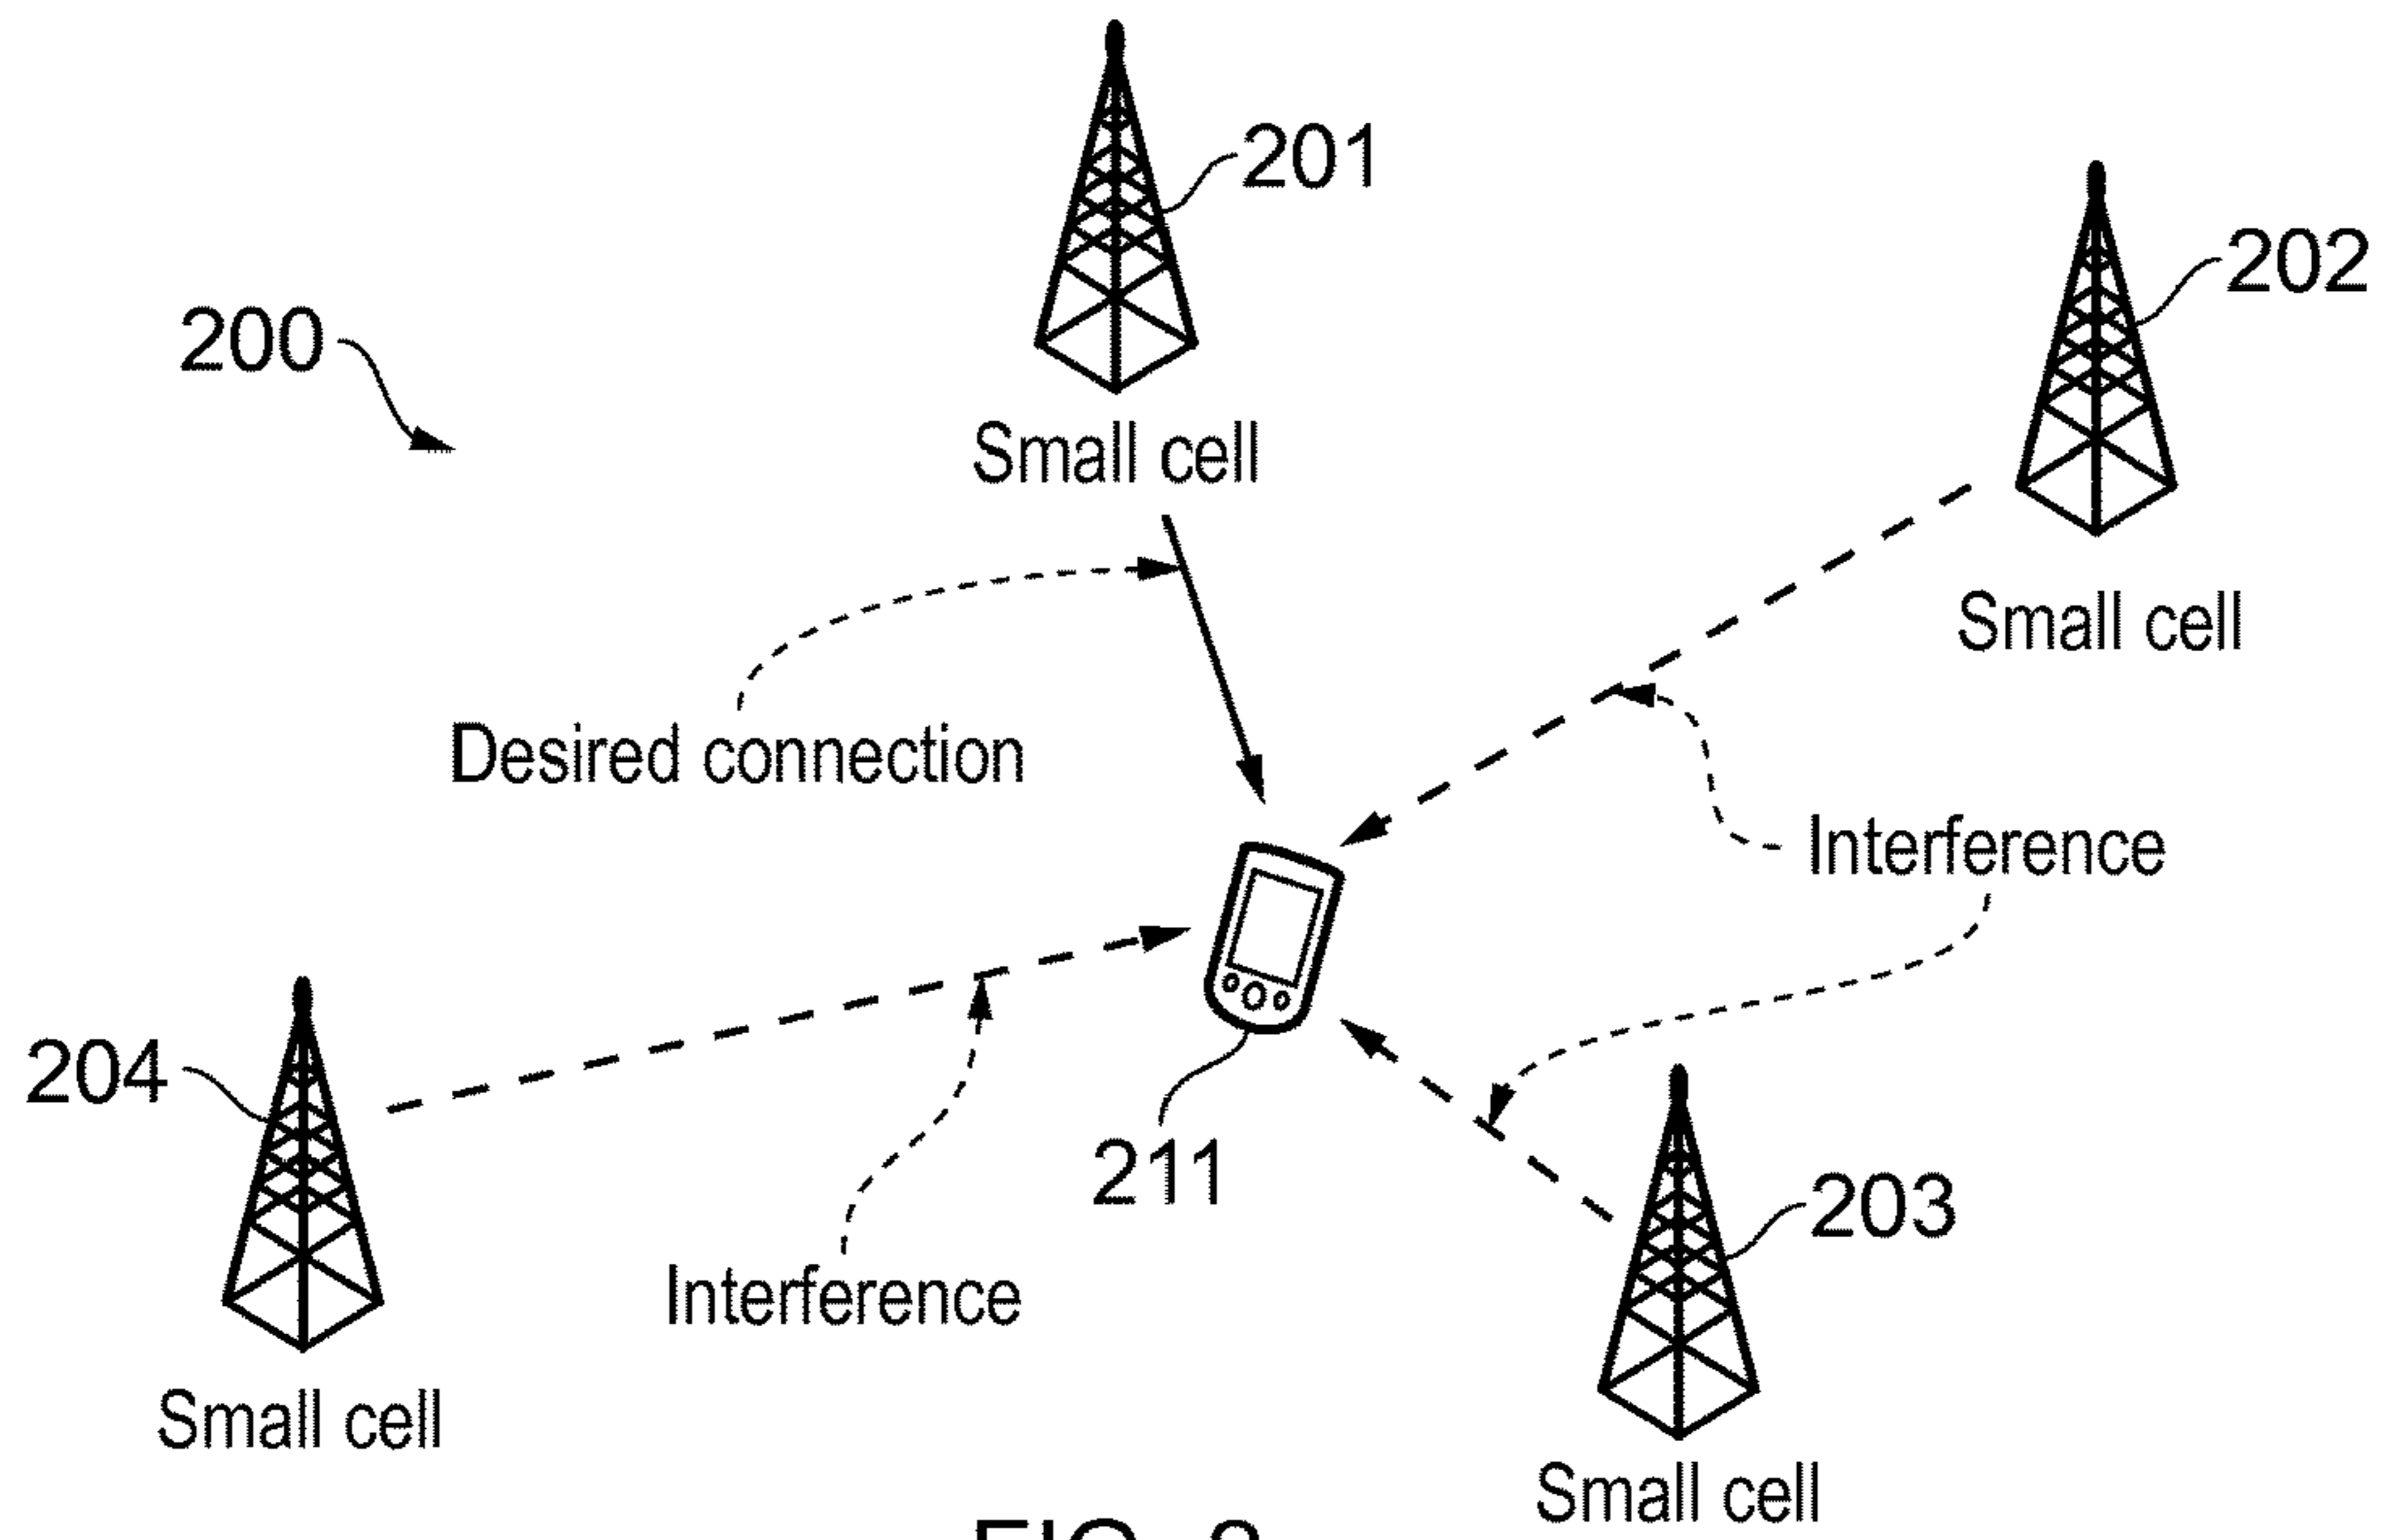 201
202
200
Small cell
Small cell
Desired connection
Interference
204
211
203
Interference
Small cell
Small cell